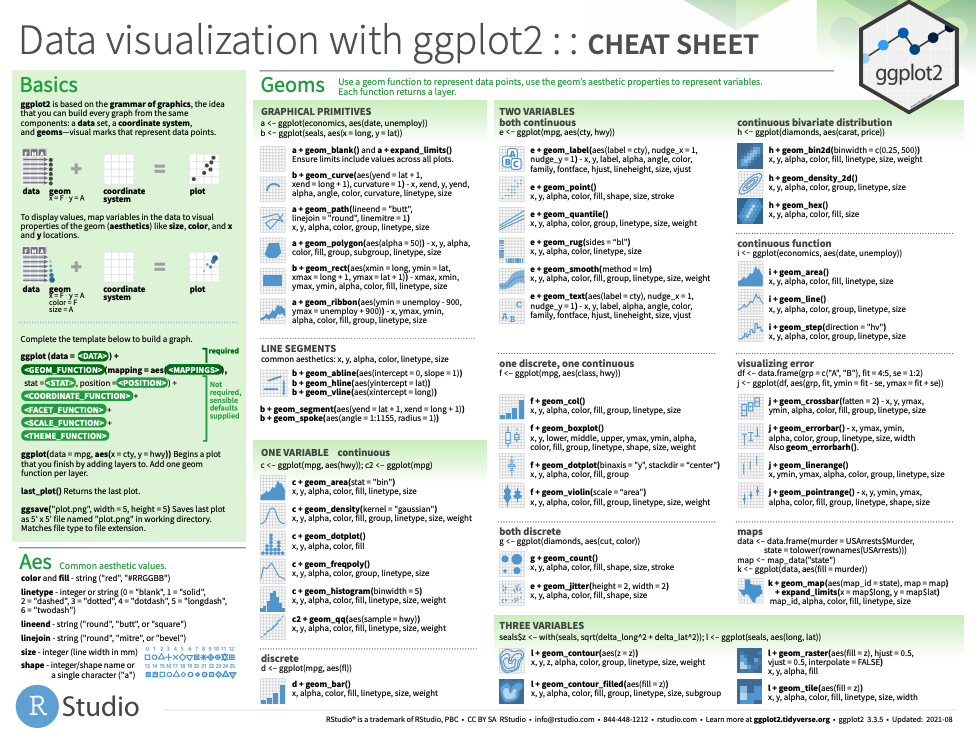 Data visualization with ggplot2 : : CHEAT SHEET
ggplot2
Basics
ggplot2 is based on the grammar of graphics, the idea
that you can build every graph from the same
components: a data set, a coordinate system,
and geoms—visual marks that represent data points.
F M A
+ =
data geom coordinate plot
x = F · y = A system
To display values, map variables in the data to visual
properties of the geom (aesthetics) like size, color, and x
and y locations.
F M A
+ =
data geom coordinate plot
x = F · y = A system
color = F
size = A
Complete the template below to build a graph.
required
ggplot (data = <DATA>) +
<GEOM_FUNCTION>(mapping = aes(<MAPPINGS>),
stat = <STAT>, position = <POSITION>) +
<COORDINATE_FUNCTION> +
<FACET_FUNCTION> +
<SCALE_FUNCTION> +
<THEME_FUNCTION>
Not
required,
sensible
defaults
supplied
ggplot(data = mpg, aes(x = cty, y = hwy)) Begins a plot
that you finish by adding layers to. Add one geom
function per layer.
last_plot() Returns the last plot.
ggsave("plot.png", width = 5, height = 5) Saves last plot
as 5' x 5' file named "plot.png" in working directory.
Matches file type to file extension.
Aes Common aesthetic values.
color and fill - string ("red", "#RRGGBB")
linetype - integer or string (0 = "blank", 1 = "solid",
2 = "dashed", 3 = "dotted", 4 = "dotdash", 5 = "longdash",
6 = "twodash")
lineend - string ("round", "butt", or "square")
linejoin - string ("round", "mitre", or "bevel")
size - integer (line width in mm)
shape - integer/shape name or
a single character ("a")
0 1 2 3 4 5 6 7 8 9 10 11 12
13 14 15 16 17 18 19 20 21 22 23 24 25
R Studio
Geoms
Use a geom function to represent data points, use the geom's aesthetic properties to represent variables.
Each function returns a layer.
GRAPHICAL PRIMITIVES
a <- ggplot(economics, aes(date, unemploy))
b <- ggplot(seals, aes(x = long, y = lat))
a + geom_blank() and a + expand_limits()
Ensure limits include values across all plots.
b + geom_curve(aes(yend = lat + 1,
xend = long + 1), curvature = 1) - x, xend, y, yend,
alpha, angle, color, curvature, linetype, size
a + geom_path(lineend = "butt",
linejoin = "round", linemitre = 1)
x, y, alpha, color, group, linetype, size
a + geom_polygon(aes(alpha = 50)) - x, y, alpha,
color, fill, group, subgroup, linetype, size
b + geom_rect(aes(xmin = long, ymin = lat,
xmax = long + 1, ymax = lat + 1)) - xmax, xmin,
ymax, ymin, alpha, color, fill, linetype, size
a + geom_ribbon(aes(ymin = unemploy - 900,
ymax = unemploy + 900)) - x, ymax, ymin,
alpha, color, fill, group, linetype, size
LINE SEGMENTS
common aesthetics: x, y, alpha, color, linetype, size
b + geom_abline(aes(intercept = 0, slope = 1))
b + geom_hline(aes(yintercept = lat))
b + geom_vline(aes(xintercept = long))
b + geom_segment(aes(yend = lat + 1, xend = long + 1))
b + geom_spoke(aes(angle = 1:1155, radius = 1))
ONE VARIABLE continuous
c <- ggplot(mpg, aes(hwy)); c2 <- ggplot(mpg)
c + geom_area(stat = "bin")
x, y, alpha, color, fill, linetype, size
c + geom_density(kernel = "gaussian")
x, y, alpha, color, fill, group, linetype, size, weight
c + geom_dotplot()
x, y, alpha, color, fill
c + geom_freqpoly()
x, y, alpha, color, group, linetype, size
c + geom_histogram(binwidth = 5)
x, y, alpha, color, fill, linetype, size, weight
c2 + geom_qq(aes(sample = hwy))
x, y, alpha, color, fill, linetype, size, weight
discrete
d <- ggplot(mpg, aes(fl))
d + geom_bar()
x, alpha, color, fill, linetype, size, weight
TWO VARIABLES
both continuous
e <- ggplot(mpg, aes(cty, hwy))
A B C
e + geom_label(aes(label = cty), nudge_x = 1,
nudge_y = 1) - x, y, label, alpha, angle, color,
family, fontface, hjust, lineheight, size, vjust
e + geom_point()
x, y, alpha, color, fill, shape, size, stroke
e + geom_quantile()
x, y, alpha, color, group, linetype, size, weight
e + geom_rug(sides = "bl")
x, y, alpha, color, linetype, size
e + geom_smooth(method = lm)
x, y, alpha, color, fill, group, linetype, size, weight
A B C
e + geom_text(aes(label = cty), nudge_x = 1,
nudge_y = 1) - x, y, label, alpha, angle, color,
family, fontface, hjust, lineheight, size, vjust
one discrete, one continuous
f <- ggplot(mpg, aes(class, hwy))
f + geom_col()
x, y, alpha, color, fill, group, linetype, size
f + geom_boxplot()
x, y, lower, middle, upper, ymax, ymin, alpha,
color, fill, group, linetype, shape, size, weight
f + geom_dotplot(binaxis = "y", stackdir = "center")
x, y, alpha, color, fill, group
f + geom_violin(scale = "area")
x, y, alpha, color, fill, group, linetype, size, weight
both discrete
g <- ggplot(diamonds, aes(cut, color))
g + geom_count()
x, y, alpha, color, fill, shape, size, stroke
e + geom_jitter(height = 2, width = 2)
x, y, alpha, color, fill, shape, size
THREE VARIABLES
seals$z <- with(seals, sqrt(delta_long^2 + delta_lat^2)); l <- ggplot(seals, aes(long, lat))
l + geom_contour(aes(z = z))
x, y, z, alpha, color, group, linetype, size, weight
l + geom_contour_filled(aes(fill = z))
x, y, alpha, color, fill, group, linetype, size, subgroup
l + geom_raster(aes(fill = z), hjust = 0.5,
vjust = 0.5, interpolate = FALSE)
x, y, alpha, fill
l + geom_tile(aes(fill = z))
x, y, alpha, color, fill, linetype, size, width
continuous bivariate distribution
h <- ggplot(diamonds, aes(carat, price))
h + geom_bin2d(binwidth = c(0.25, 500))
x, y, alpha, color, fill, linetype, size, weight
h + geom_density_2d()
x, y, alpha, color, group, linetype, size
h + geom_hex()
x, y, alpha, color, fill, size
continuous function
i <- ggplot(economics, aes(date, unemploy))
i + geom_area()
x, y, alpha, color, fill, linetype, size
i + geom_line()
x, y, alpha, color, group, linetype, size
i + geom_step(direction = "hv")
x, y, alpha, color, group, linetype, size
visualizing error
df <- data.frame(grp = c("A", "B"), fit = 4:5, se = 1:2)
j <- ggplot(df, aes(grp, fit, ymin = fit - se, ymax = fit + se))
j + geom_crossbar(fatten = 2) - x, y, ymax,
ymin, alpha, color, fill, group, linetype, size
j + geom_errorbar() - x, ymax, ymin,
alpha, color, group, linetype, size, width
Also geom_errorbarh().
j + geom_linerange()
x, ymin, ymax, alpha, color, group, linetype, size
j + geom_pointrange() - x, y, ymin, ymax,
alpha, color, fill, group, linetype, shape, size
maps
data <- data.frame(murder = USArrests$Murder,
state = tolower(rownames(USArrests)))
map <- map_data("state")
k <- ggplot(data, aes(fill = murder))
k + geom_map(aes(map_id = state), map = map)
+ expand_limits(x = map$long, y = map$lat)
map_id, alpha, color, fill, linetype, size
RStudio® is a trademark of RStudio, PBC • CC BY SA RStudio • info@rstudio.com • 844-448-1212 • rstudio.com • Learn more at ggplot2.tidyverse.org • ggplot2 3.3.5 • Updated: 2021-08